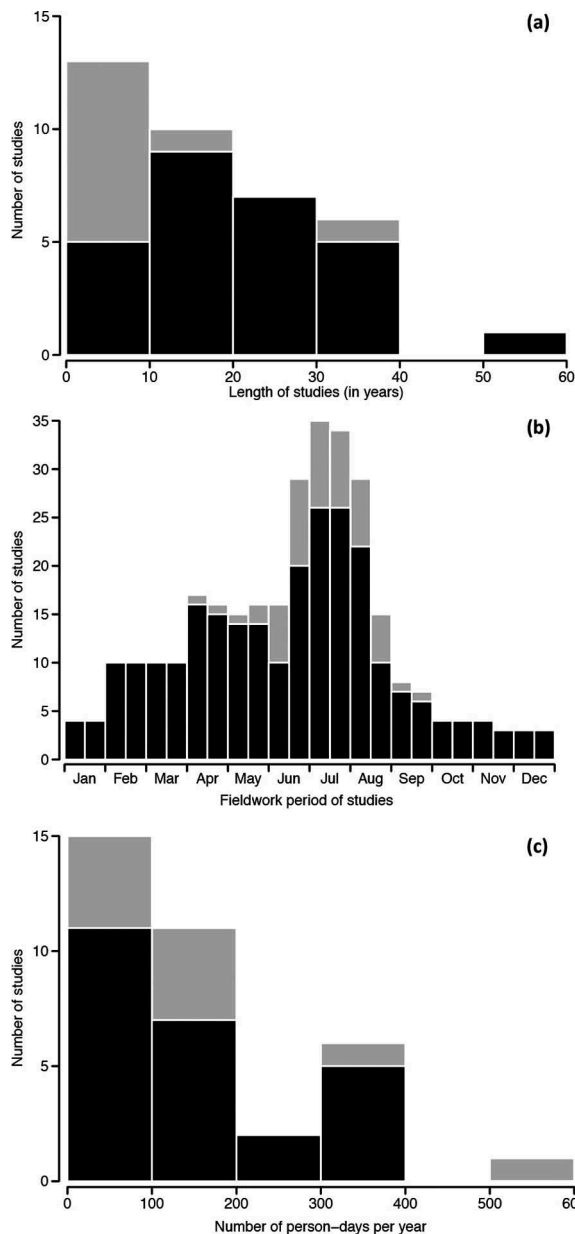 (a)
15
10
5
0
Number of studies
0 10 20 30 40 50 60
Length of studies (in years)
(b)
35
30
25
20
15
10
5
0
Number of studies
Jan Feb Mar Apr May Jun Jul Aug Sep Oct Nov Dec
Fieldwork period of studies
(c)
15
10
5
0
Number of studies
0 100 200 300 400 500 600
Number of person-days per year